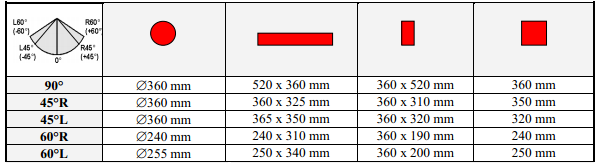 L60° R60°
(-60°) (+60°)
L45° R45°
(-45°) 0° (+45°)
90° ∅360 mm 520 x 360 mm 360 x 520 mm 360 mm
45°R ∅360 mm 360 x 325 mm 360 x 310 mm 350 mm
45°L ∅360 mm 365 x 350 mm 360 x 320 mm 320 mm
60°R ∅240 mm 240 x 310 mm 360 x 190 mm 240 mm
60°L ∅255 mm 250 x 340 mm 360 x 200 mm 250 mm